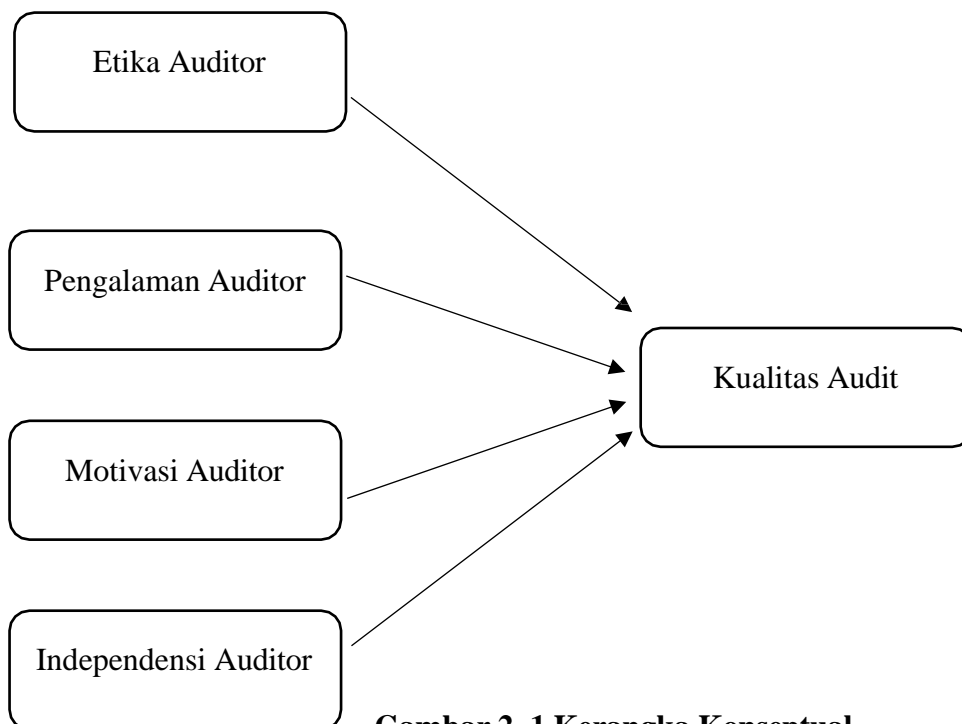 Etika Auditor
Pengalaman Auditor
Kualitas Audit
Motivasi Auditor
Independensi Auditor
Gambar 2. 1 Kerangka Konseptual